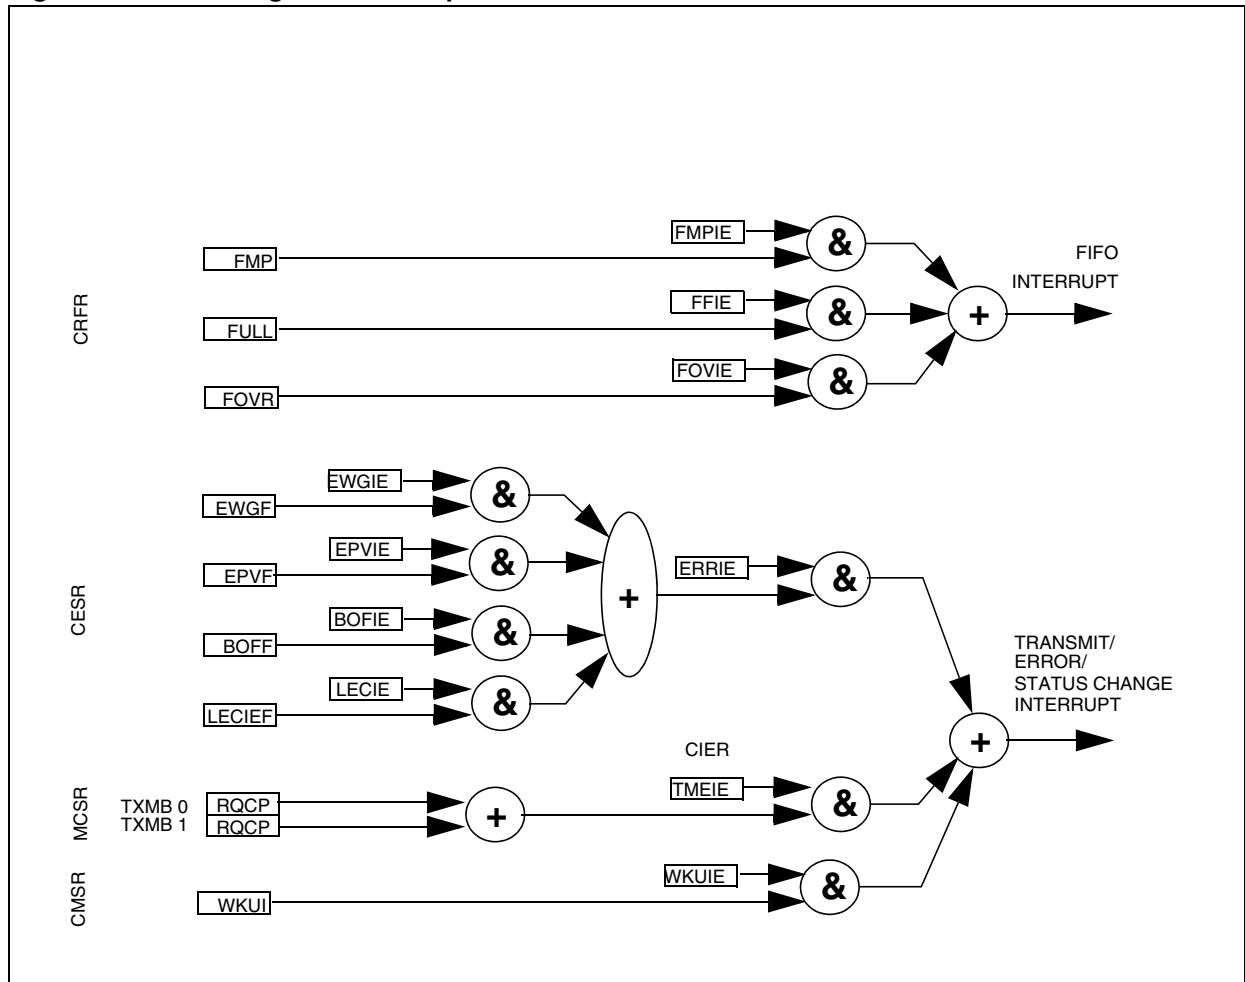 FMPIE
&
FMP
FIFO
INTERRUPT
CRFR
FFIE
&
+
FULL
FOVIE
&
FOVR
EWGIE
&
EWGF
EPVIE
&
EPVF
ERRIE
&
+
CESR
BOFIE
&
BOFF
LECIE
&
LECIEF
TRANSMIT/
ERROR/
STATUS CHANGE
INTERRUPT
+
CIER
MCSR
TXMB 0
RQCP
TXMB 1
RQCP
+
TMEIE
&
CMSR
WKUIE
&
WKUI